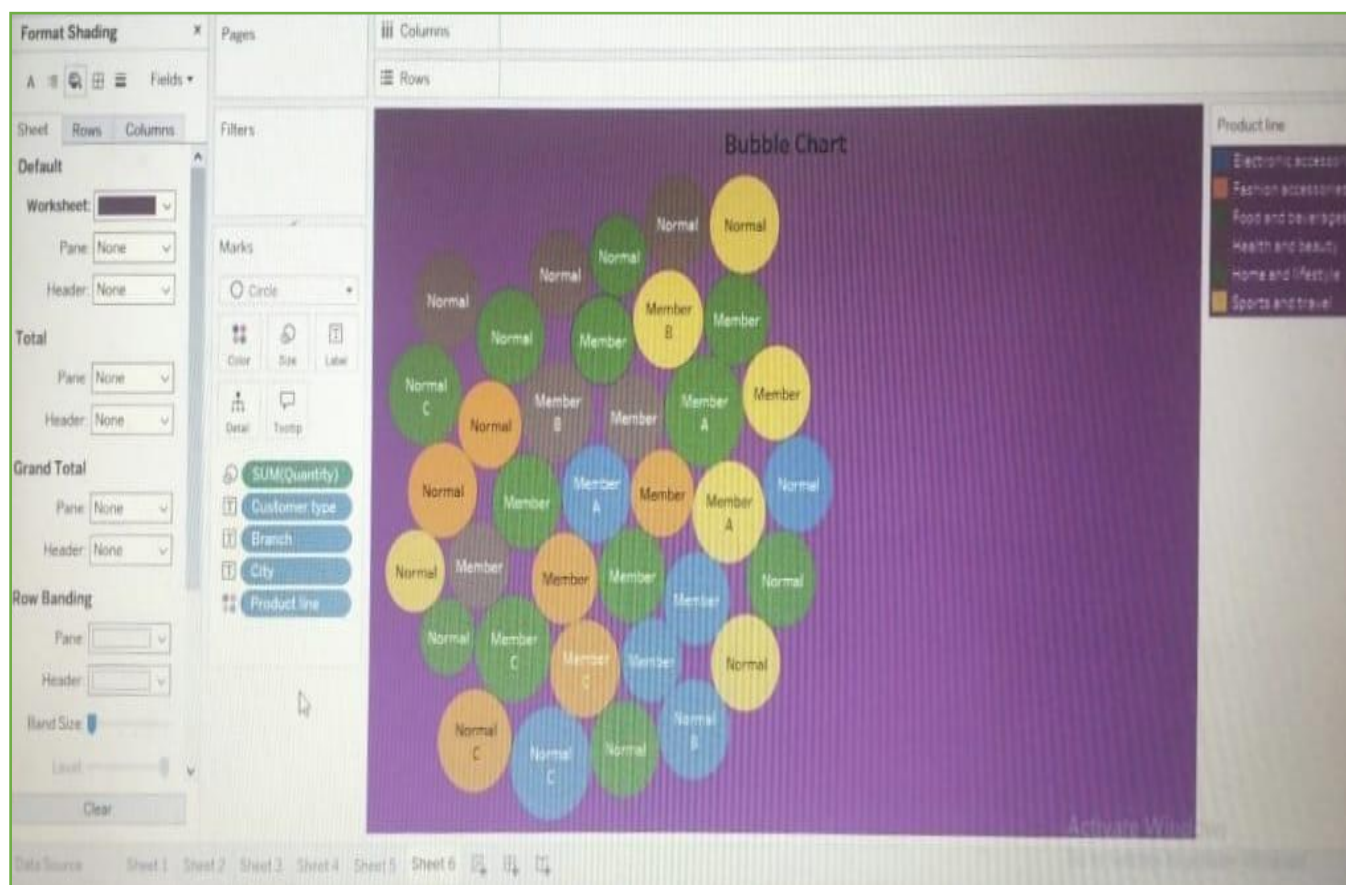 Format Shading ×
Fields
Sheet Rows Columns
Default
Worksheet:
Pane: None
Header: None
Total
Pane: None
Header: None
Grand Total
Pane: None
Header: None
Row Banding
Pane:
Header:
Band Size:
Level:
Clear
Pages
Filters
Marks
Circle
Color Size Label
Detail Tooltip
SUM(Quantity)
Customer type
Branch
City
Product line
Columns
Rows
Bubble Chart
Normal
Normal
Normal
Normal
Normal
Member
B
Member
Normal
Member
Normal
C
Normal
Member
B
Member
Member
A
Member
Normal
Member
Member
A
Member
Member
A
Normal
Normal
Member
Member
Member
Member
Normal
Normal
Member
C
Member
C
Member
Normal
Normal
C
Normal
C
Normal
Normal
B
Product line
Electronic accessori
Fashion accessories
Food and beverages
Health and beauty
Home and lifestyle
Sports and travel
Activate Windows
Data Source Sheet 1 Sheet 2 Sheet 3 Sheet 4 Sheet 5 Sheet 6